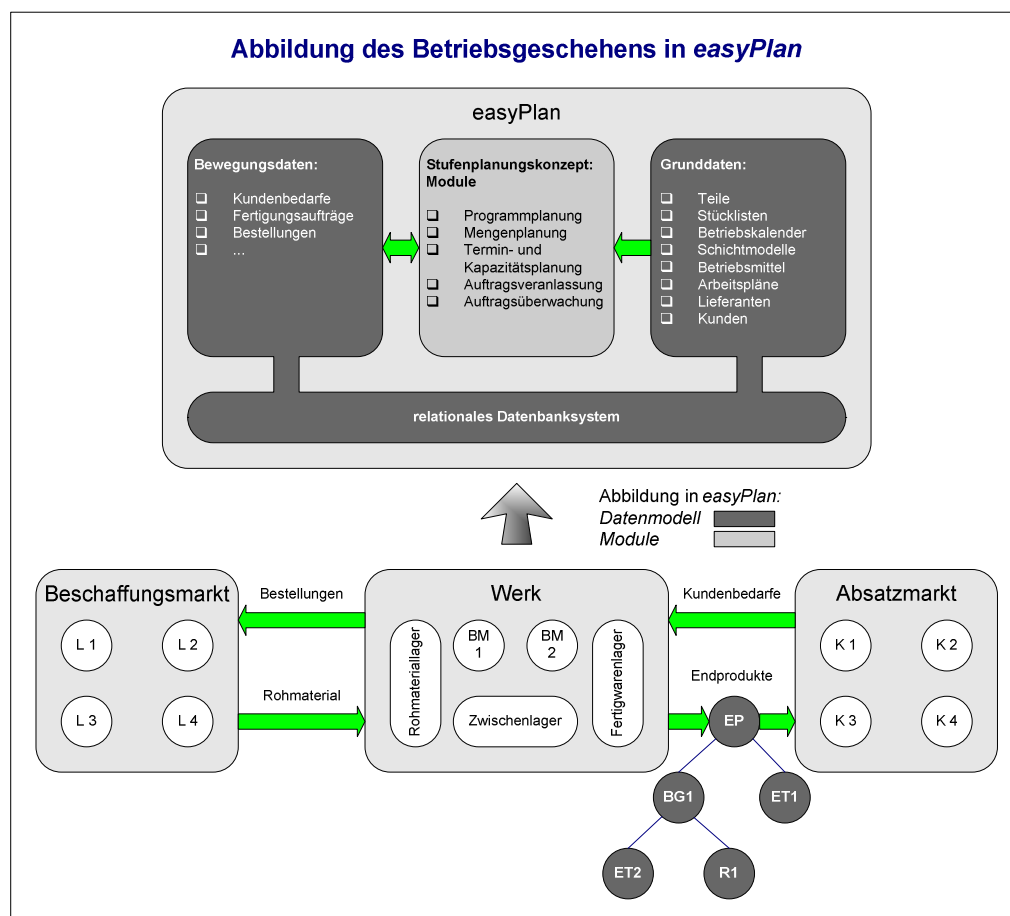 Abbildung des Betriebsgeschehens in easyPlan
easyPlan
Bewegungsdaten:
❑ Kundenbedarfe
❑ Fertigungsaufträge
❑ Bestellungen
❑ ...
Stufenplanungskonzept:
Module
❑ Programmplanung
❑ Mengenplanung
❑ Termin- und
Kapazitätsplanung
❑ Auftragsveranlassung
❑ Auftragsüberwachung
Grunddaten:
❑ Teile
❑ Stücklisten
❑ Betriebskalender
❑ Schichtmodelle
❑ Betriebsmittel
❑ Arbeitspläne
❑ Lieferanten
❑ Kunden
relationales Datenbanksystem
Abbildung in easyPlan:
Datenmodell
Module
Beschaffungsmarkt
L 1
L 2
L 3
L 4
Bestellungen
Rohmaterial
Werk
Rohmateriallager
BM
1
BM
2
Zwischenlager
Fertigwarenlager
Kundenbedarfe
Endprodukte
Absatzmarkt
K 1
K 2
K 3
K 4
EP
BG1
ET1
ET2
R1